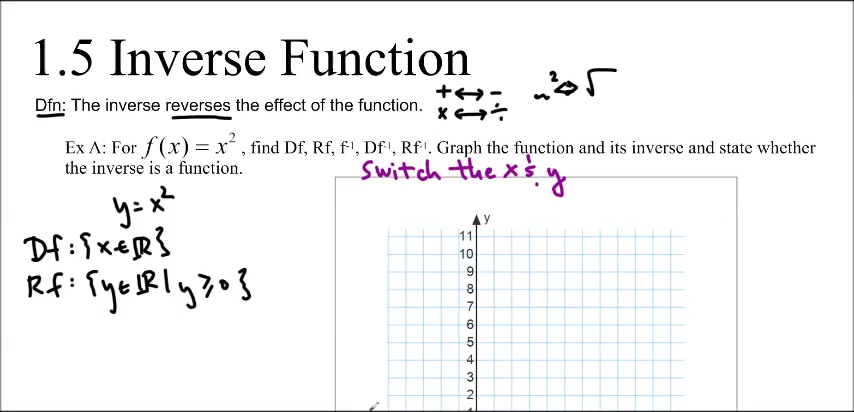 1.5 Inverse Function
Dfn: The inverse reverses the effect of the function.
+ ↔ -
x ↔ ÷
Ex A: For f(x) = x², find Df, Rf, f⁻¹, Df⁻¹, Rf⁻¹. Graph the function and its inverse and state whether
the inverse is a function.
Switch the x & y
y = x²
Df: {x ∈ ℝ}
Rf: {y ∈ ℝ | y ≥ 0}
y
11
10
9
8
7
6
5
4
3
2